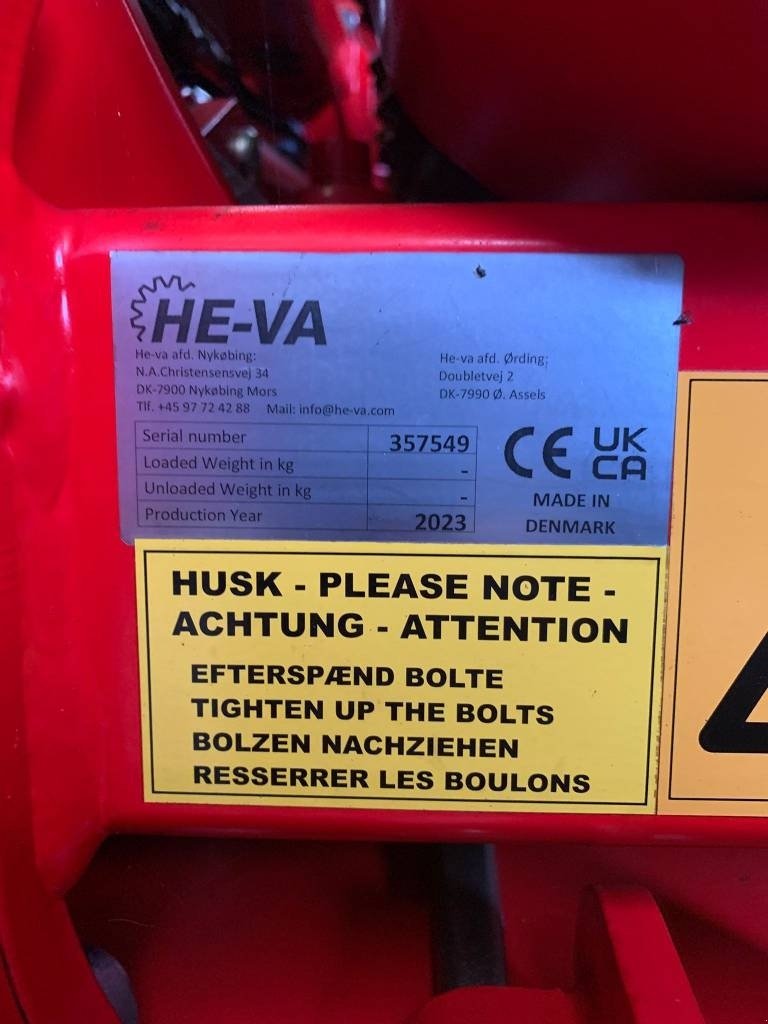 HE-VA
He-va afd. Nykøbing:
N.A.Christensensvej 34
DK-7900 Nykøbing Mors
Tlf. +45 97 72 42 88 Mail: info@he-va.com
He-va afd. Ørding;
Doubletvej 2
DK-7990 Ø. Assels
Serial number 357549
Loaded Weight in kg -
Unloaded Weight in kg -
Production Year 2023
CE UK
CA
MADE IN
DENMARK
HUSK - PLEASE NOTE -
ACHTUNG - ATTENTION
EFTERSPÆND BOLTE
TIGHTEN UP THE BOLTS
BOLZEN NACHZIEHEN
RESSERRER LES BOULONS